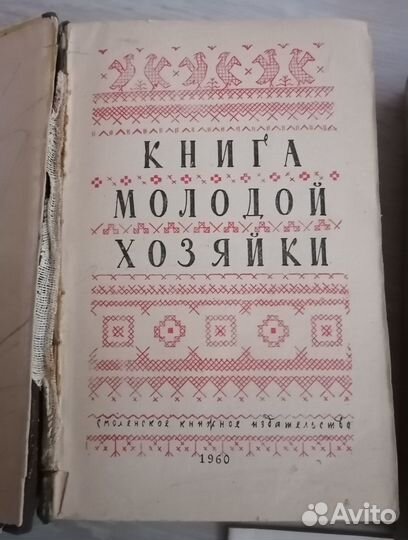 КНИГА
МОЛОДОЙ
ХОЗЯЙКИ
Смоленское книжное издательство
1960
Avito